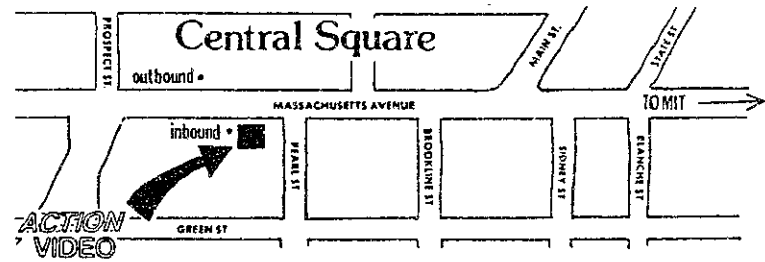 Central Square
PROSPECT ST.
MAIN ST.
STATE ST.
outbound
MASSACHUSETTS AVENUE
TO MIT
inbound
PEARL ST
BROOKLINE ST
SIDNEY ST
BLANCHE ST
ACTION
VIDEO
GREEN ST